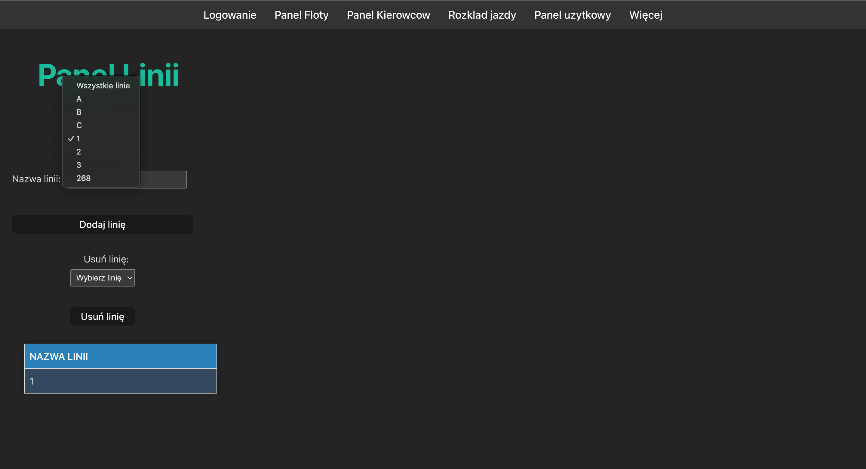 Logowanie Panel Floty Panel Kierowcow Rozklad jazdy Panel uzytkowy Więcej
Panel Linii
Wszystkie linie
A
B
C
✓ 1
2
3
268
Nazwa linii:
Dodaj linię
Usuń linię:
Wybierz linię
Usuń linię
NAZWA LINII
1